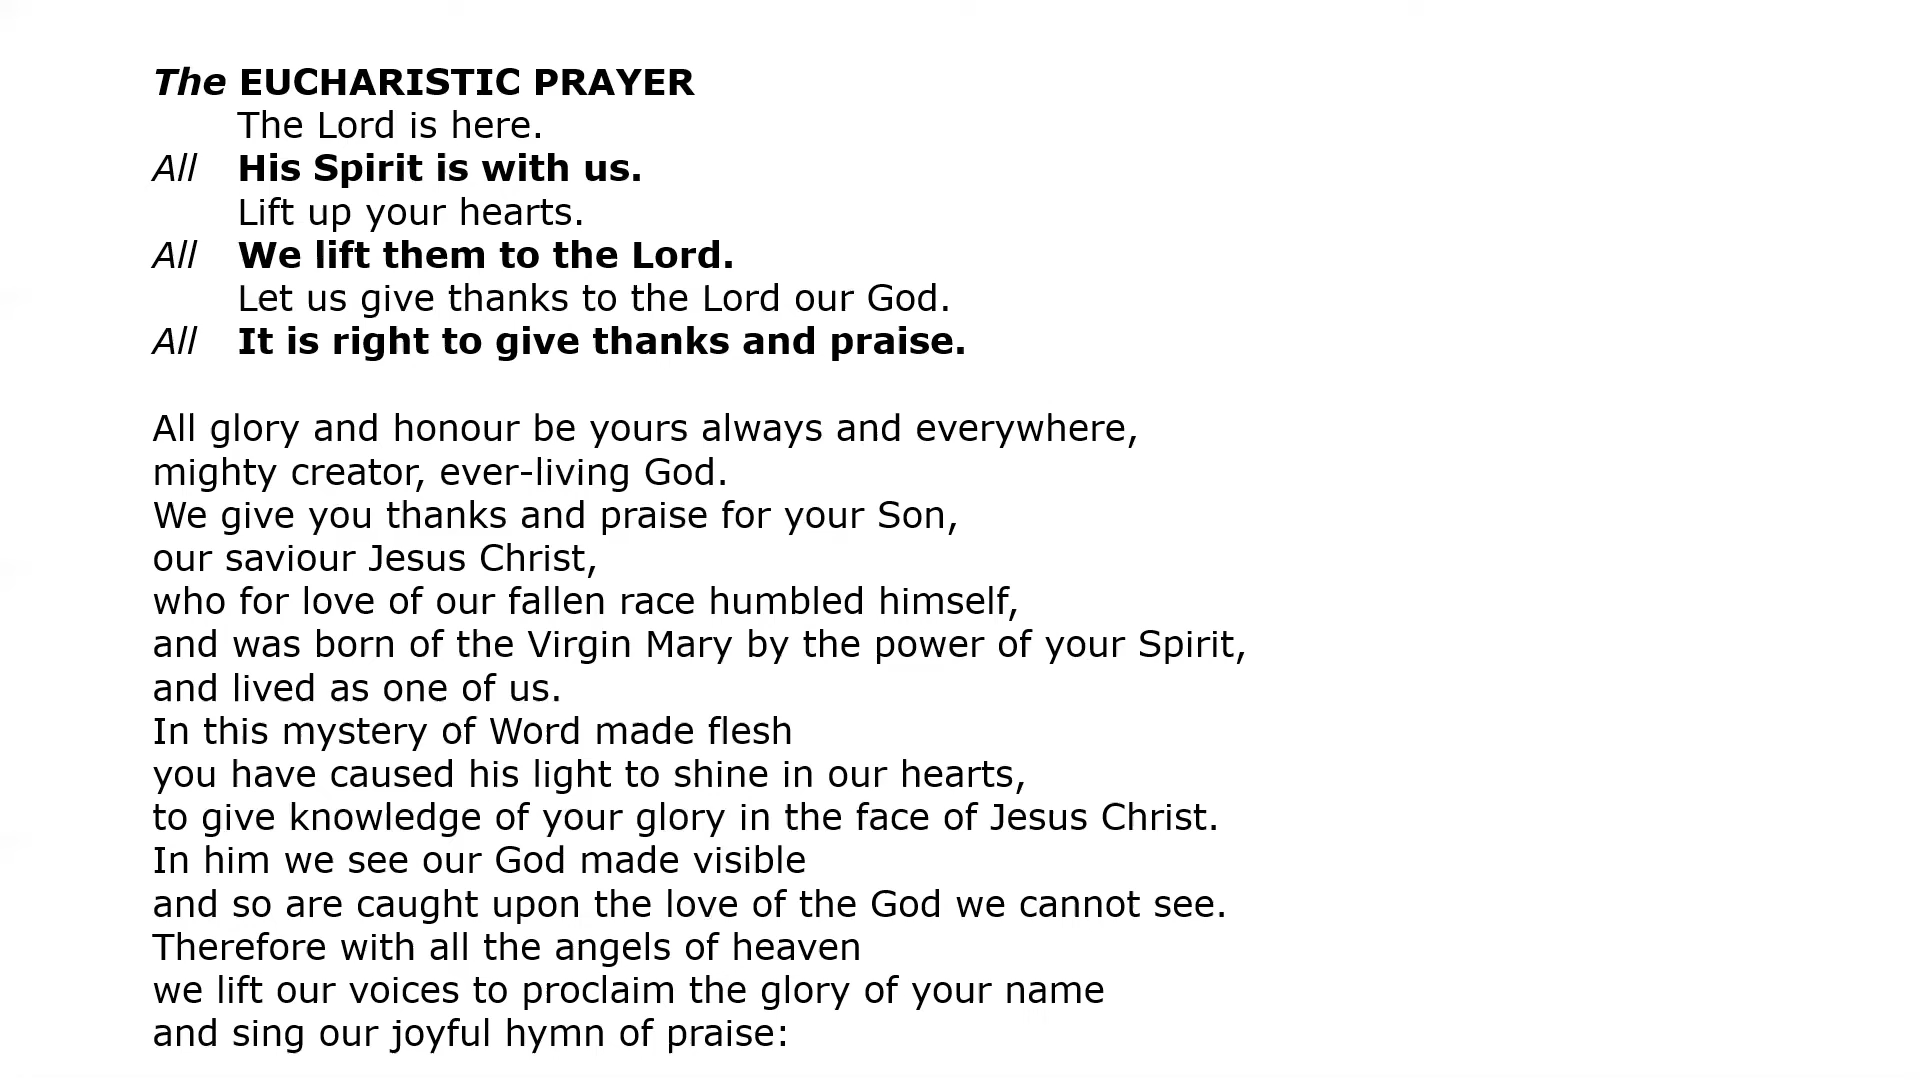 The EUCHARISTIC PRAYER
The Lord is here.
All His Spirit is with us.
Lift up your hearts.
All We lift them to the Lord.
Let us give thanks to the Lord our God.
All It is right to give thanks and praise.
All glory and honour be yours always and everywhere,
mighty creator, ever-living God.
We give you thanks and praise for your Son,
our saviour Jesus Christ,
who for love of our fallen race humbled himself,
and was born of the Virgin Mary by the power of your Spirit,
and lived as one of us.
In this mystery of Word made flesh
you have caused his light to shine in our hearts,
to give knowledge of your glory in the face of Jesus Christ.
In him we see our God made visible
and so are caught upon the love of the God we cannot see.
Therefore with all the angels of heaven
we lift our voices to proclaim the glory of your name
and sing our joyful hymn of praise: